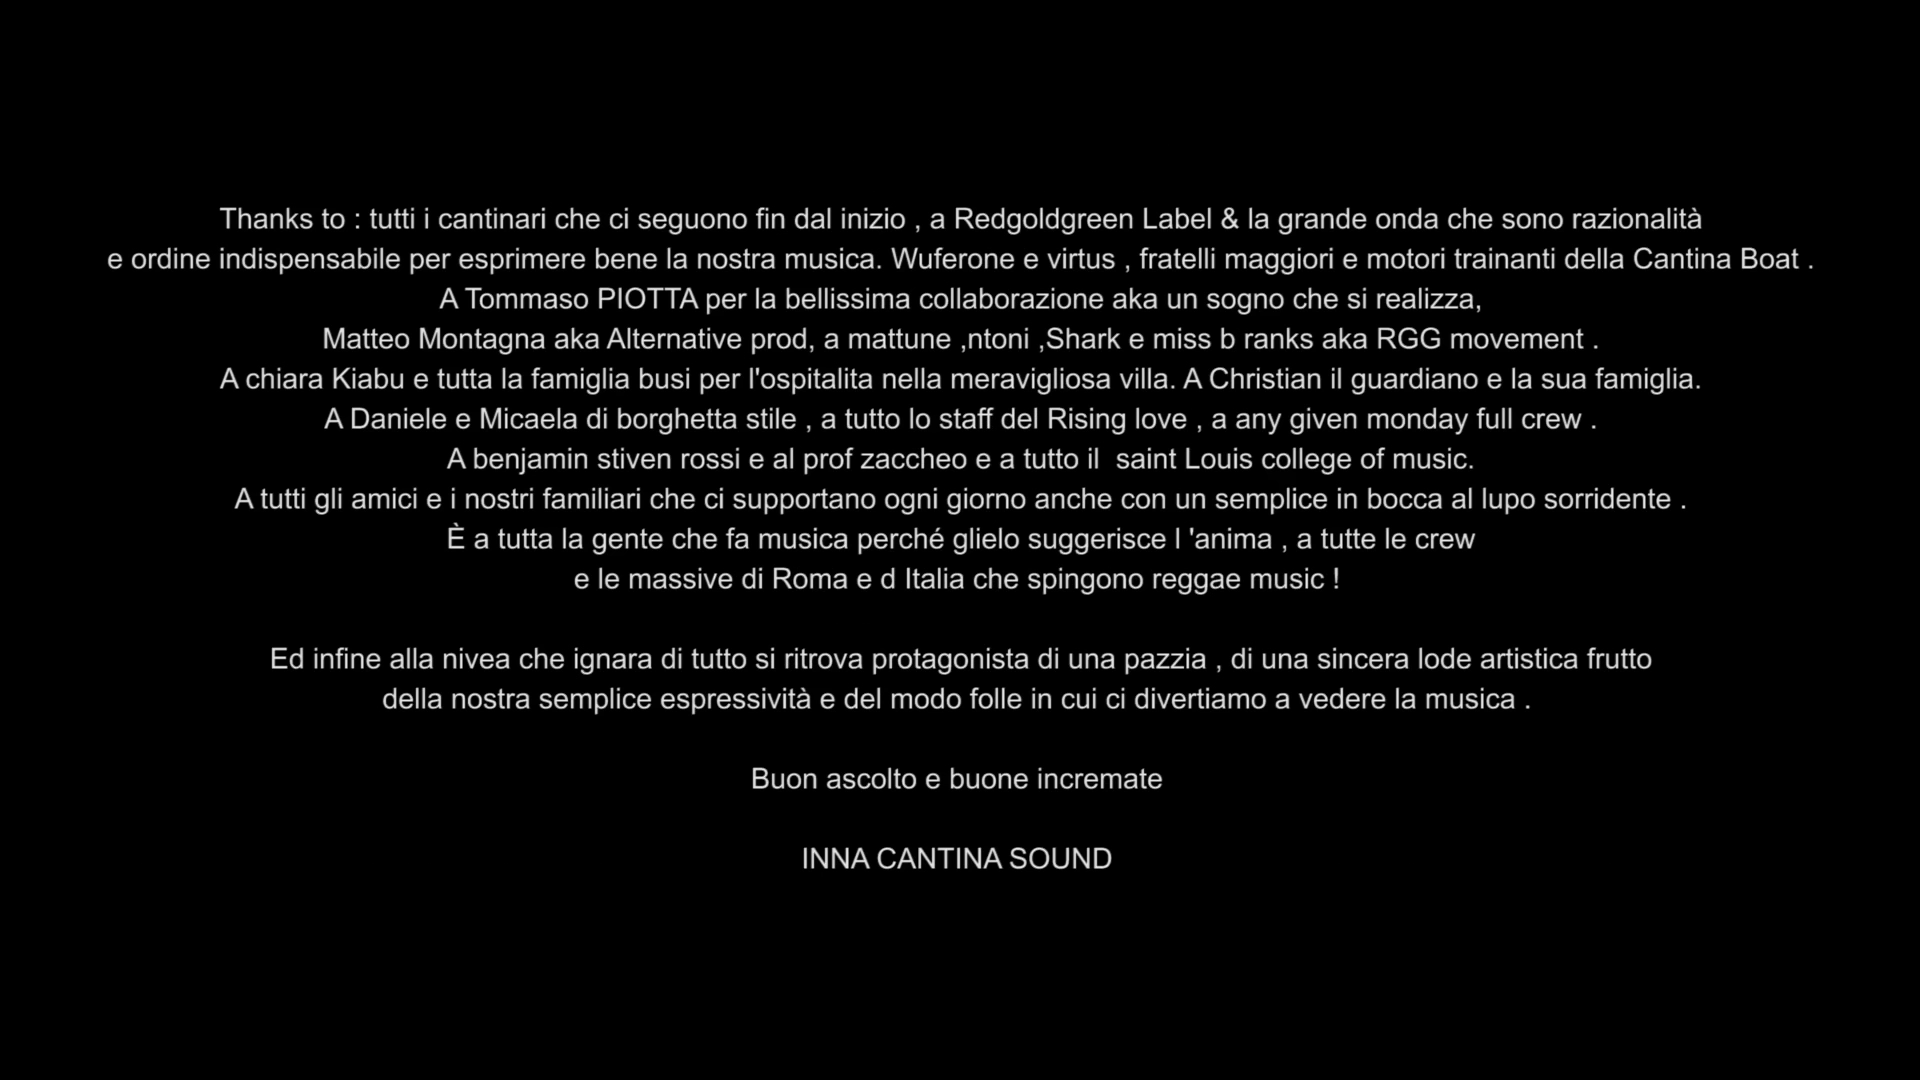 Thanks to : tutti i cantinari che ci seguono fin dal inizio , a Redgoldgreen Label & la grande onda che sono razionalità
e ordine indispensabile per esprimere bene la nostra musica. Wuferone e virtus , fratelli maggiori e motori trainanti della Cantina Boat .
A Tommaso PIOTTA per la bellissima collaborazione aka un sogno che si realizza,
Matteo Montagna aka Alternative prod, a mattune ,ntoni ,Shark e miss b ranks aka RGG movement .
A chiara Kiabu e tutta la famiglia busi per l'ospitalita nella meravigliosa villa. A Christian il guardiano e la sua famiglia.
A Daniele e Micaela di borghetta stile , a tutto lo staff del Rising love , a any given monday full crew .
A benjamin stiven rossi e al prof zaccheo e a tutto il  saint Louis college of music.
A tutti gli amici e i nostri familiari che ci supportano ogni giorno anche con un semplice in bocca al lupo sorridente .
È a tutta la gente che fa musica perché glielo suggerisce l 'anima , a tutte le crew
e le massive di Roma e d Italia che spingono reggae music !
Ed infine alla nivea che ignara di tutto si ritrova protagonista di una pazzia , di una sincera lode artistica frutto
della nostra semplice espressività e del modo folle in cui ci divertiamo a vedere la musica .
Buon ascolto e buone incremate
INNA CANTINA SOUND